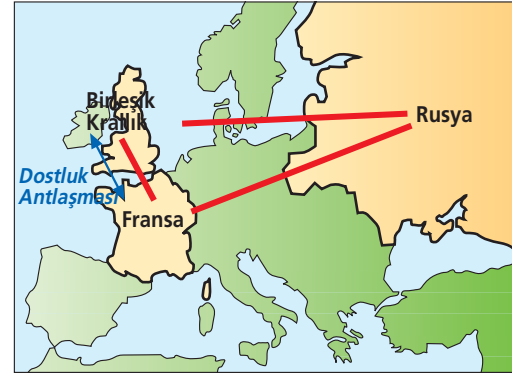 Birleşik
Krallık
Rusya
Dostluk
Antlaşması
Fransa